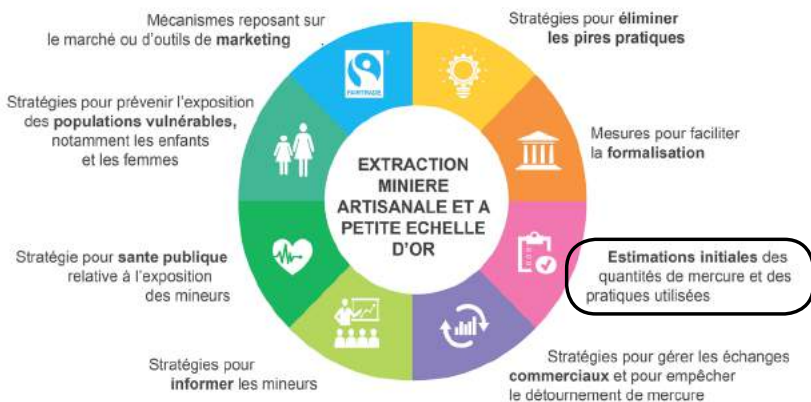 Mécanismes reposant sur
le marché ou d'outils de marketing
Stratégies pour éliminer
les pires pratiques
Stratégies pour prévenir l'exposition
des populations vulnérables,
notamment les enfants
et les femmes
Mesures pour faciliter
la formalisation
FAIRTRADE
EXTRACTION
MINIERE
ARTISANALE ET A
PETITE ECHELLE
D'OR
Stratégie pour sante publique
relative à l'exposition
des mineurs
Estimations initiales des
quantités de mercure et des
pratiques utilisées
Stratégies pour
informer les mineurs
Stratégies pour gérer les échanges
commerciaux et pour empêcher
le détournement de mercure